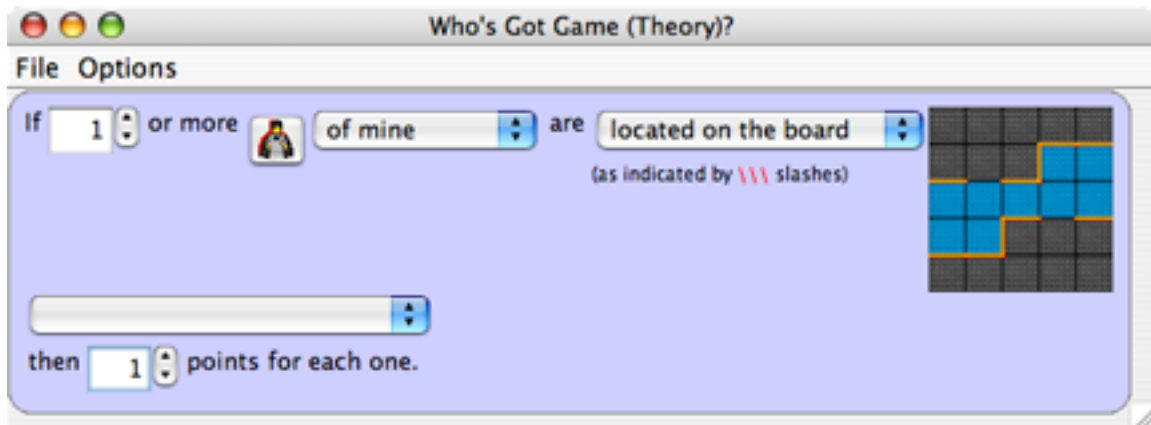 Who's Got Game (Theory)?
File Options
If 1 or more of mine are located on the board
(as indicated by \\\ slashes)
then 1 points for each one.